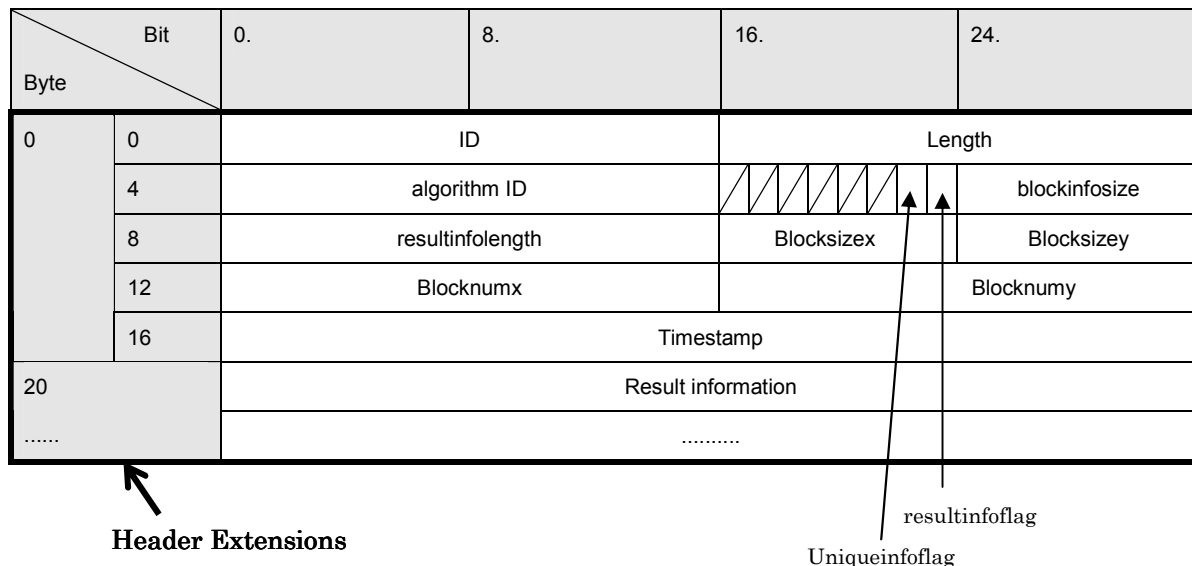 Bit 0. 8. 16. 24.
Byte
0 0 ID Length
4 algorithm ID blockinfosize
8 resultinfolength Blocksizex Blocksizey
12 Blocknumx Blocknumy
16 Timestamp
20 Result information
...... ..........
resultinfoflag
Header Extensions
Uniqueinfoflag